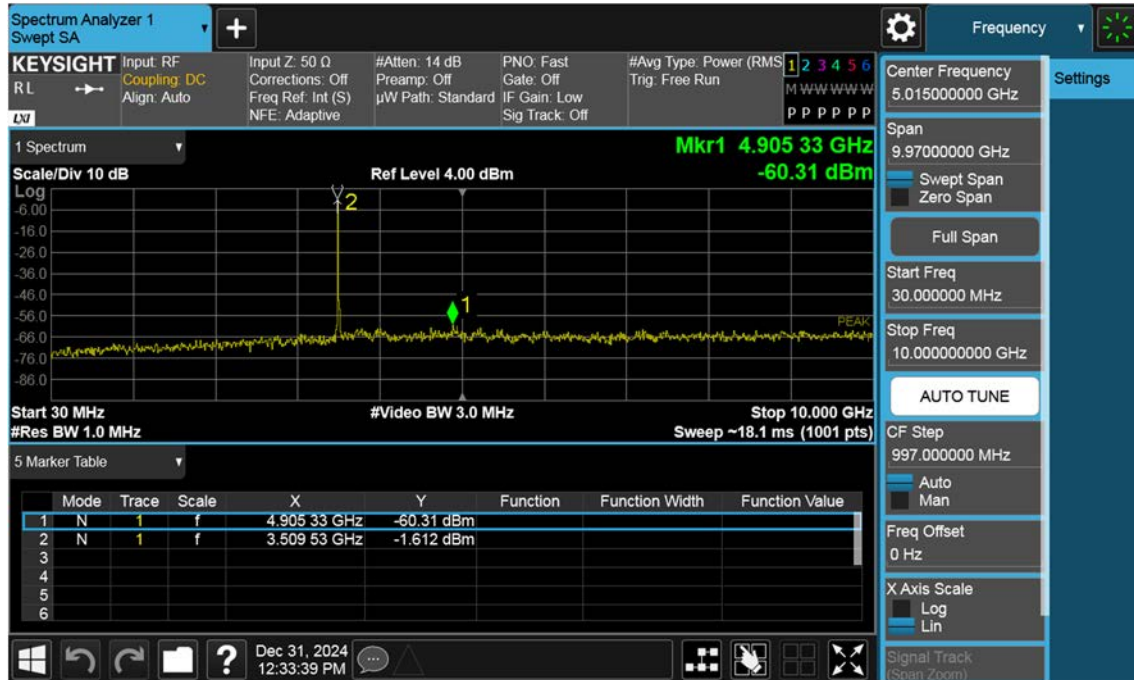 Spectrum Analyzer 1
Swept SA
+
Frequency
KEYSIGHT
RL
LXI
Input: RF
Coupling: DC
Align: Auto
Input Z: 50 Ω
Corrections: Off
Freq Ref: Int (S)
NFE: Adaptive
#Atten: 14 dB
Preamp: Off
µW Path: Standard
PNO: Fast
Gate: Off
IF Gain: Low
Sig Track: Off
#Avg Type: Power (RMS
Trig: Free Run
1 2 3 4 5 6
M W W W W W
P P P P P P
1 Spectrum
Scale/Div 10 dB
Ref Level 4.00 dBm
Mkr1 4.905 33 GHz
-60.31 dBm
Log
-6.00
-16.0
-26.0
-36.0
-46.0
-56.0
-66.0
-76.0
-86.0
2
1
PEAK
Start 30 MHz
#Video BW 3.0 MHz
Stop 10.000 GHz
#Res BW 1.0 MHz
Sweep ~18.1 ms (1001 pts)
5 Marker Table
Mode Trace Scale X Y Function Function Width Function Value
1 N 1 f 4.905 33 GHz -60.31 dBm
2 N 1 f 3.509 53 GHz -1.612 dBm
3
4
5
6
?
Dec 31, 2024
12:33:39 PM
Center Frequency
5.015000000 GHz
Settings
Span
9.97000000 GHz
Swept Span
Zero Span
Full Span
Start Freq
30.000000 MHz
Stop Freq
10.000000000 GHz
AUTO TUNE
CF Step
997.000000 MHz
Auto
Man
Freq Offset
0 Hz
X Axis Scale
Log
Lin
Signal Track
(Span Zoom)